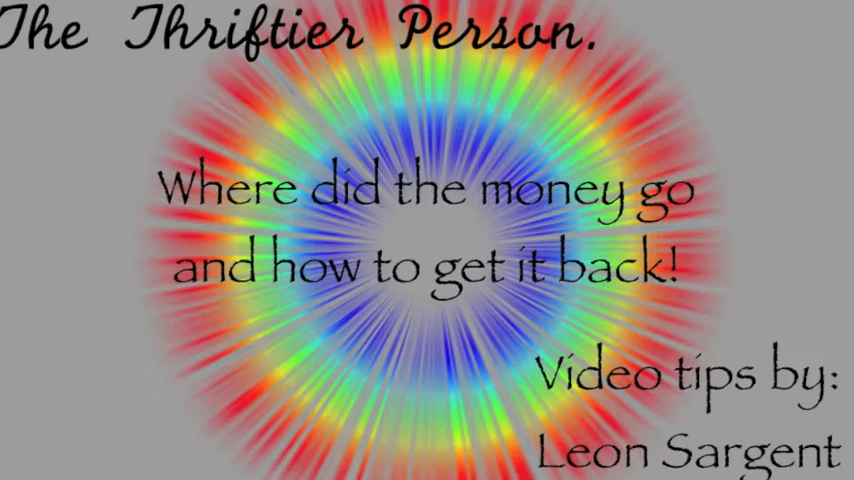 The Thriftier Person.
Where did the money go
and how to get it back!
Video tips by:
Leon Sargent